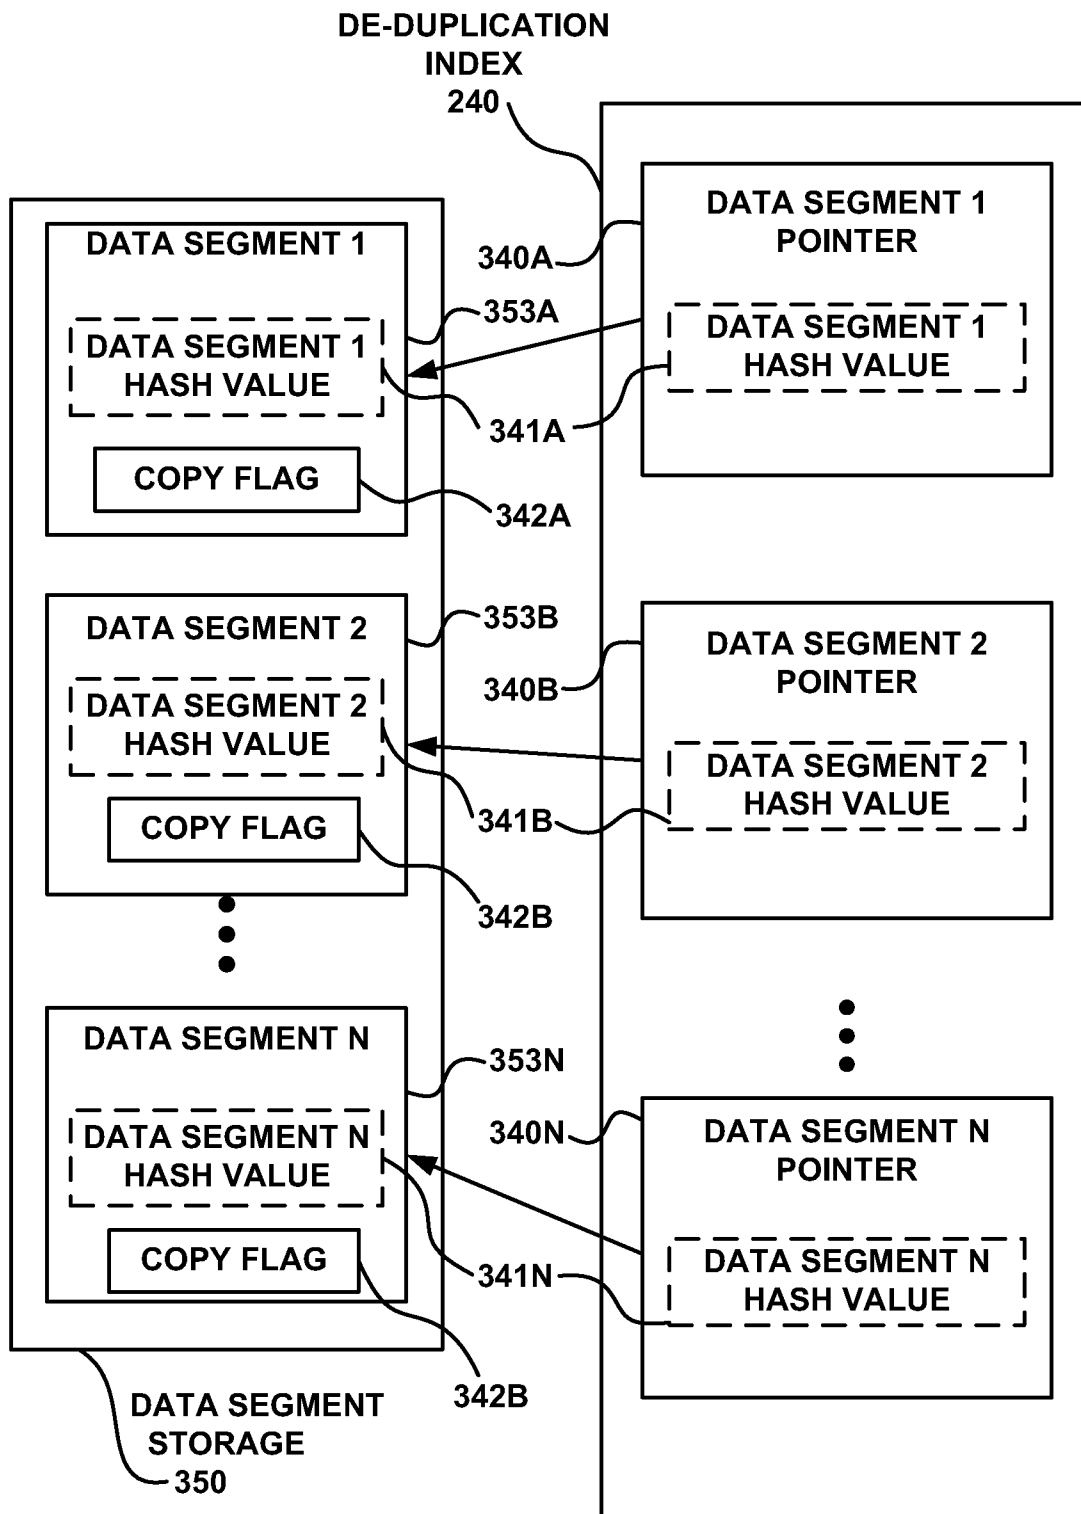 DE-DUPLICATION
INDEX
240
DATA SEGMENT 1
DATA SEGMENT 1
HASH VALUE
COPY FLAG
353A
341A
342A
340A
DATA SEGMENT 1
POINTER
DATA SEGMENT 1
HASH VALUE
DATA SEGMENT 2
DATA SEGMENT 2
HASH VALUE
COPY FLAG
353B
341B
342B
340B
DATA SEGMENT 2
POINTER
DATA SEGMENT 2
HASH VALUE
DATA SEGMENT N
DATA SEGMENT N
HASH VALUE
COPY FLAG
353N
340N
341N
342B
DATA SEGMENT N
POINTER
DATA SEGMENT N
HASH VALUE
DATA SEGMENT
STORAGE
350